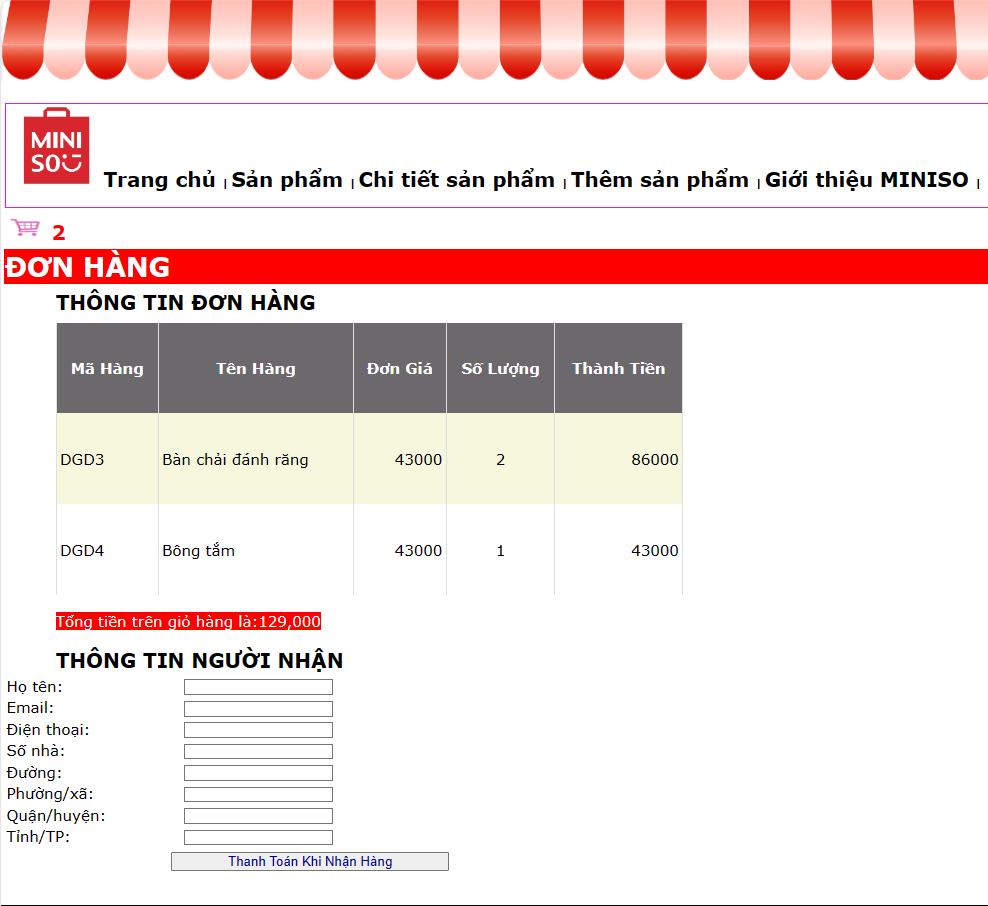 MINI
SO
Trang chủ | Sản phẩm | Chi tiết sản phẩm | Thêm sản phẩm | Giới thiệu MINISO |
2
ĐƠN HÀNG
THÔNG TIN ĐƠN HÀNG
Mã Hàng Tên Hàng Đơn Giá Số Lượng Thành Tiền
DGD3 Bàn chải đánh răng 43000 2 86000
DGD4 Bông tắm 43000 1 43000
Tổng tiền trên giỏ hàng là:129,000
THÔNG TIN NGƯỜI NHẬN
Họ tên:
Email:
Điện thoại:
Số nhà:
Đường:
Phường/xã:
Quận/huyện:
Tỉnh/TP:
Thanh Toán Khi Nhận Hàng